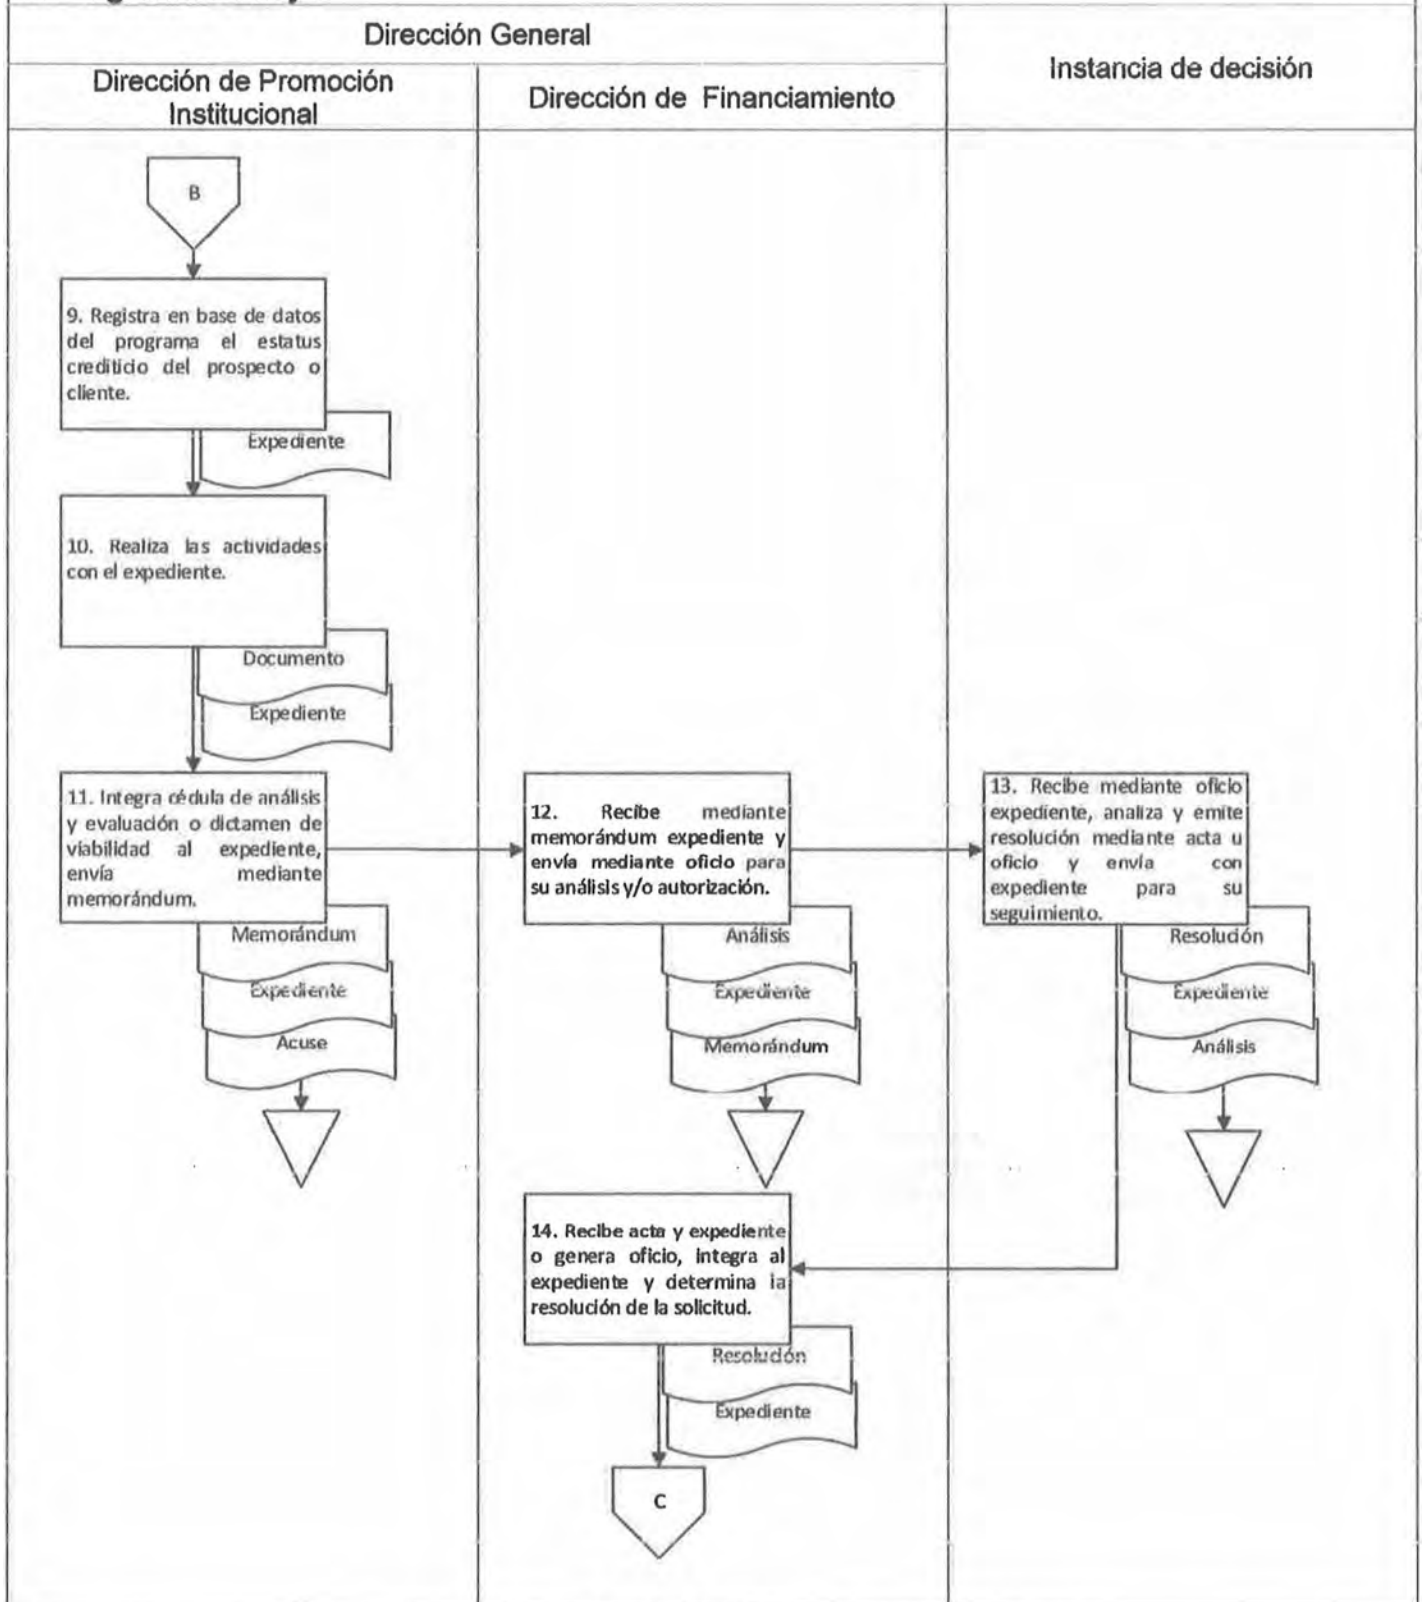 Dirección General
Instancia de decisión
Dirección de Promoción
Institucional
Dirección de Financiamiento
B
9. Registra en base de datos
del programa el estatus
crediticio del prospecto o
cliente.
Expediente
10. Realiza las actividades
con el expediente.
Documento
Expediente
11. Integra cédula de análisis
y evaluación o dictamen de
viabilidad al expediente,
envía mediante
memorándum.
Memorándum
Expediente
Acuse
12. Recibe mediante
memorándum expediente y
envía mediante oficio para
su análisis y/o autorización.
Análisis
Expediente
Memorándum
13. Recibe mediante oficio
expediente, analiza y emite
resolución mediante acta u
oficio y envía con
expediente para su
seguimiento.
Resolución
Expediente
Análisis
14. Recibe acta y expediente
o genera oficio, integra al
expediente y determina la
resolución de la solicitud.
Resolución
Expediente
C